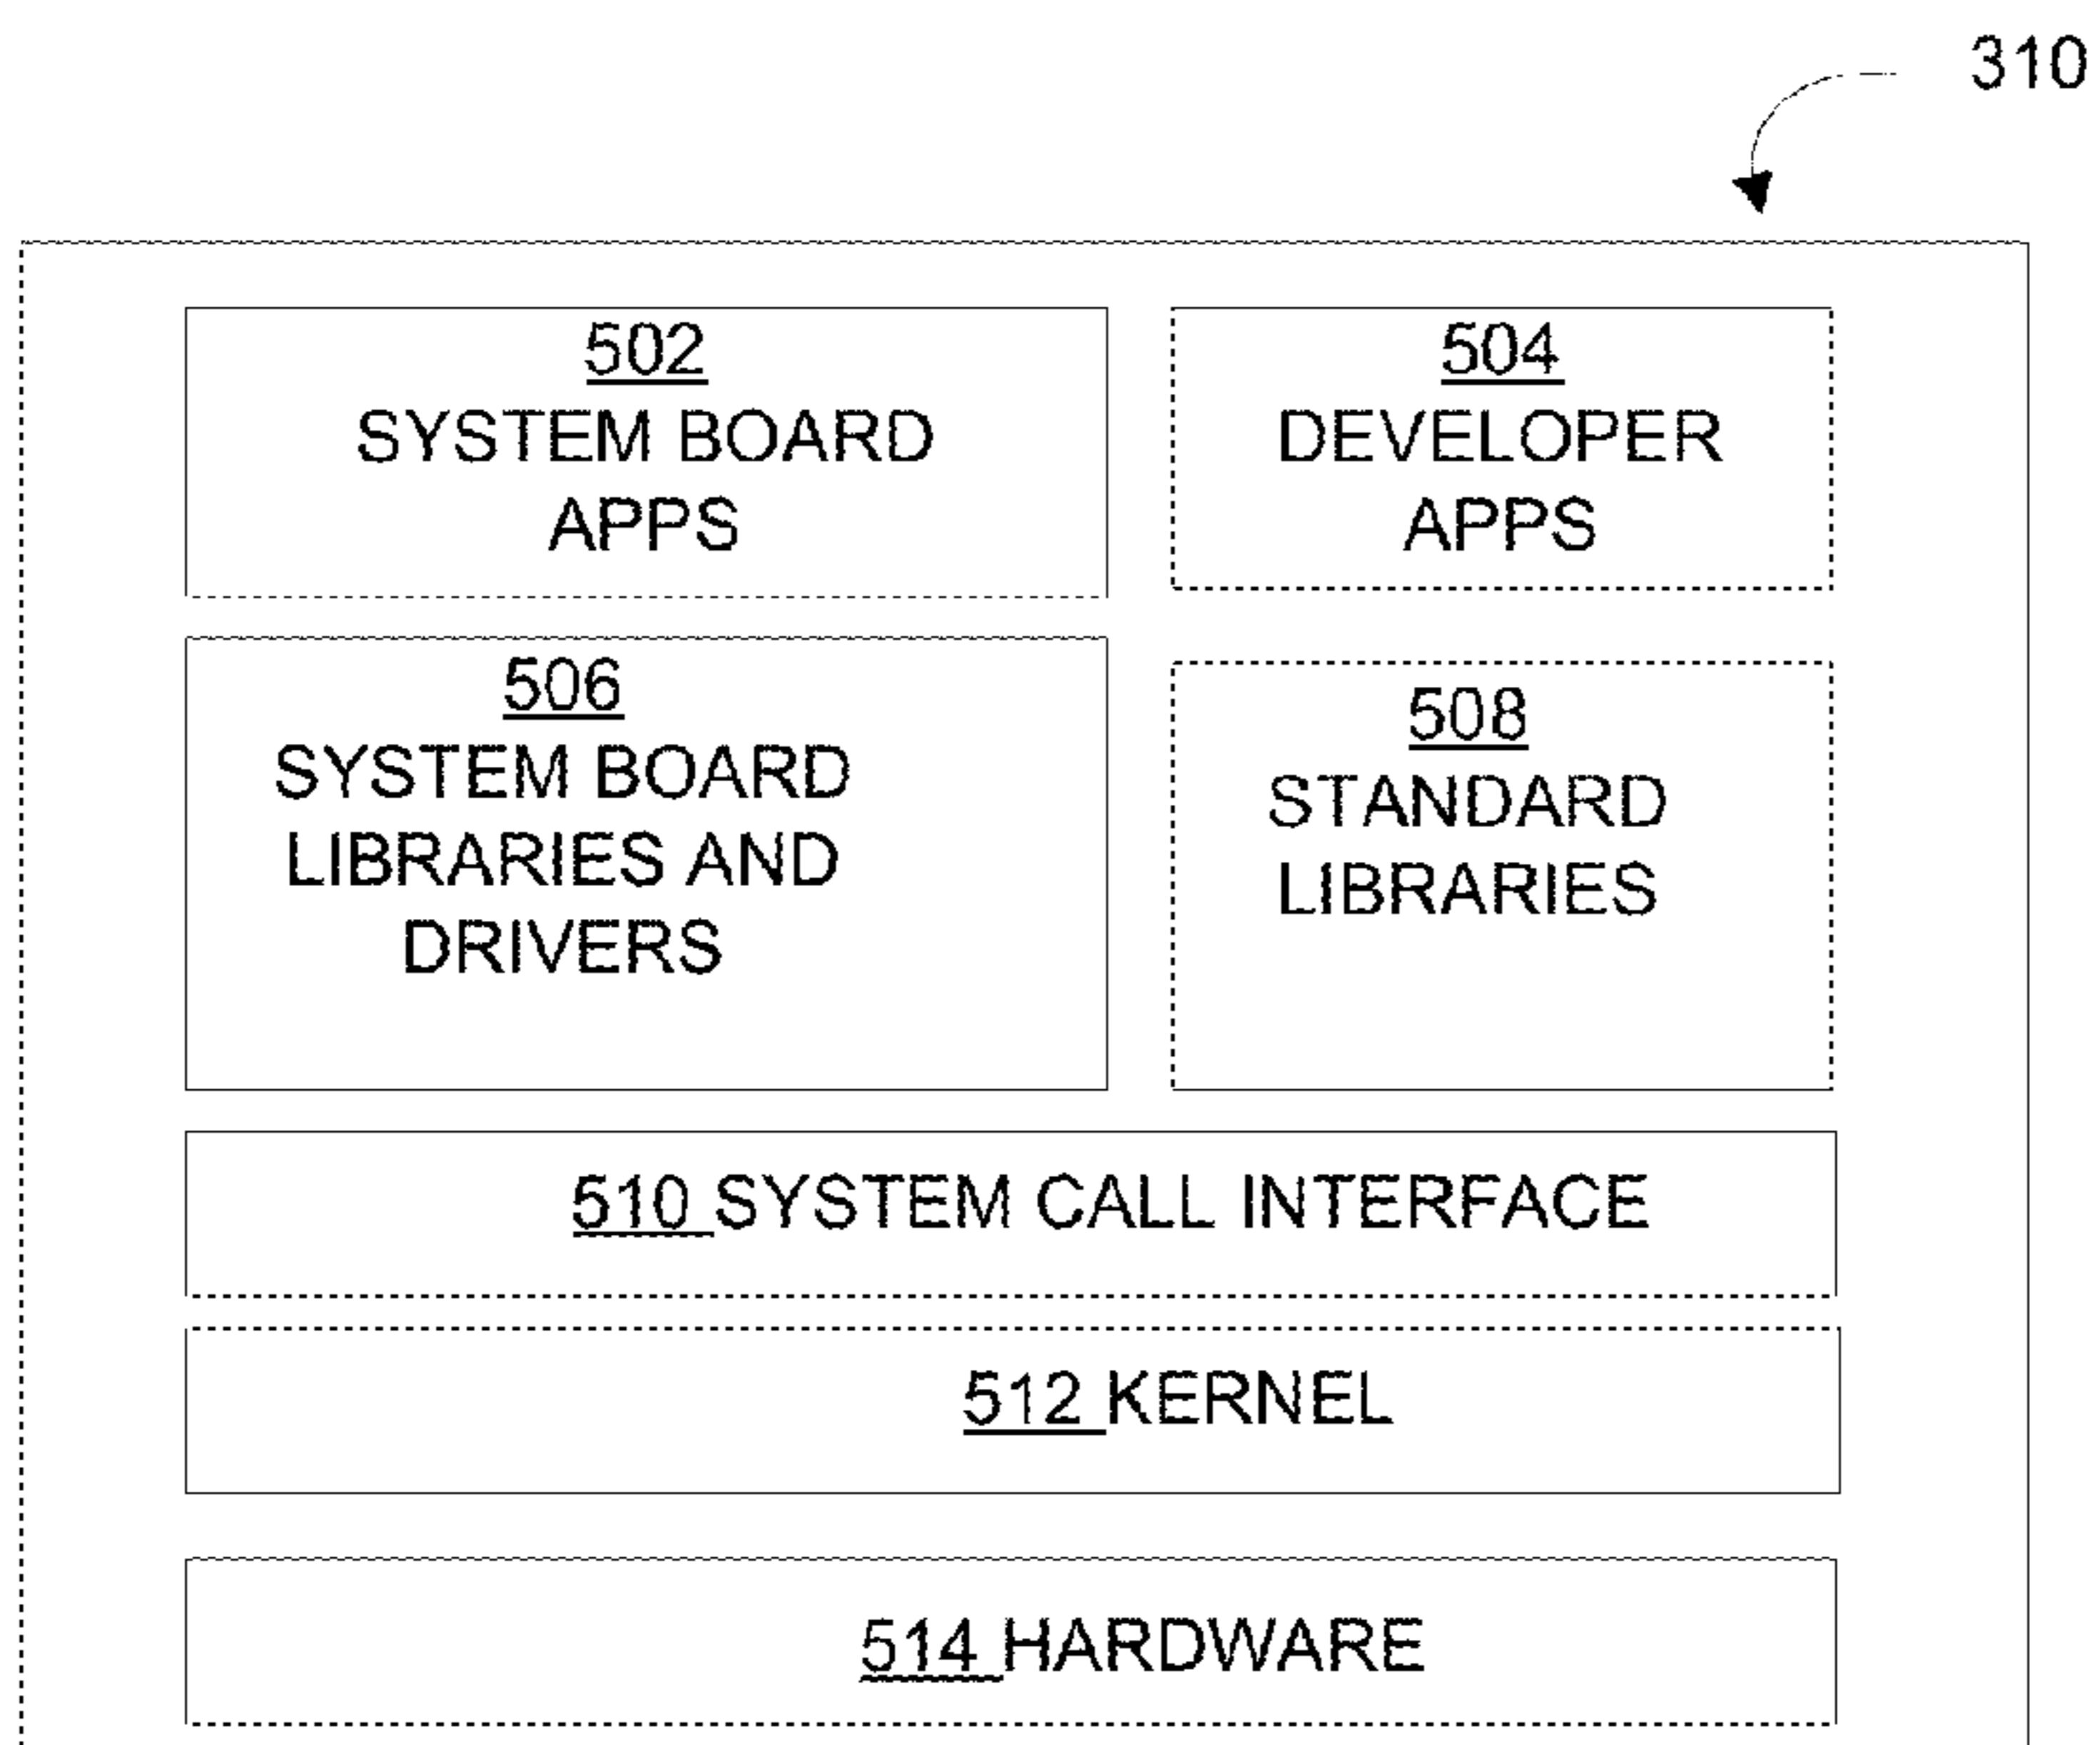 310
502
SYSTEM BOARD
APPS
504
DEVELOPER
APPS
506
SYSTEM BOARD
LIBRARIES AND
DRIVERS
508
STANDARD
LIBRARIES
510 SYSTEM CALL INTERFACE
512 KERNEL
514 HARDWARE